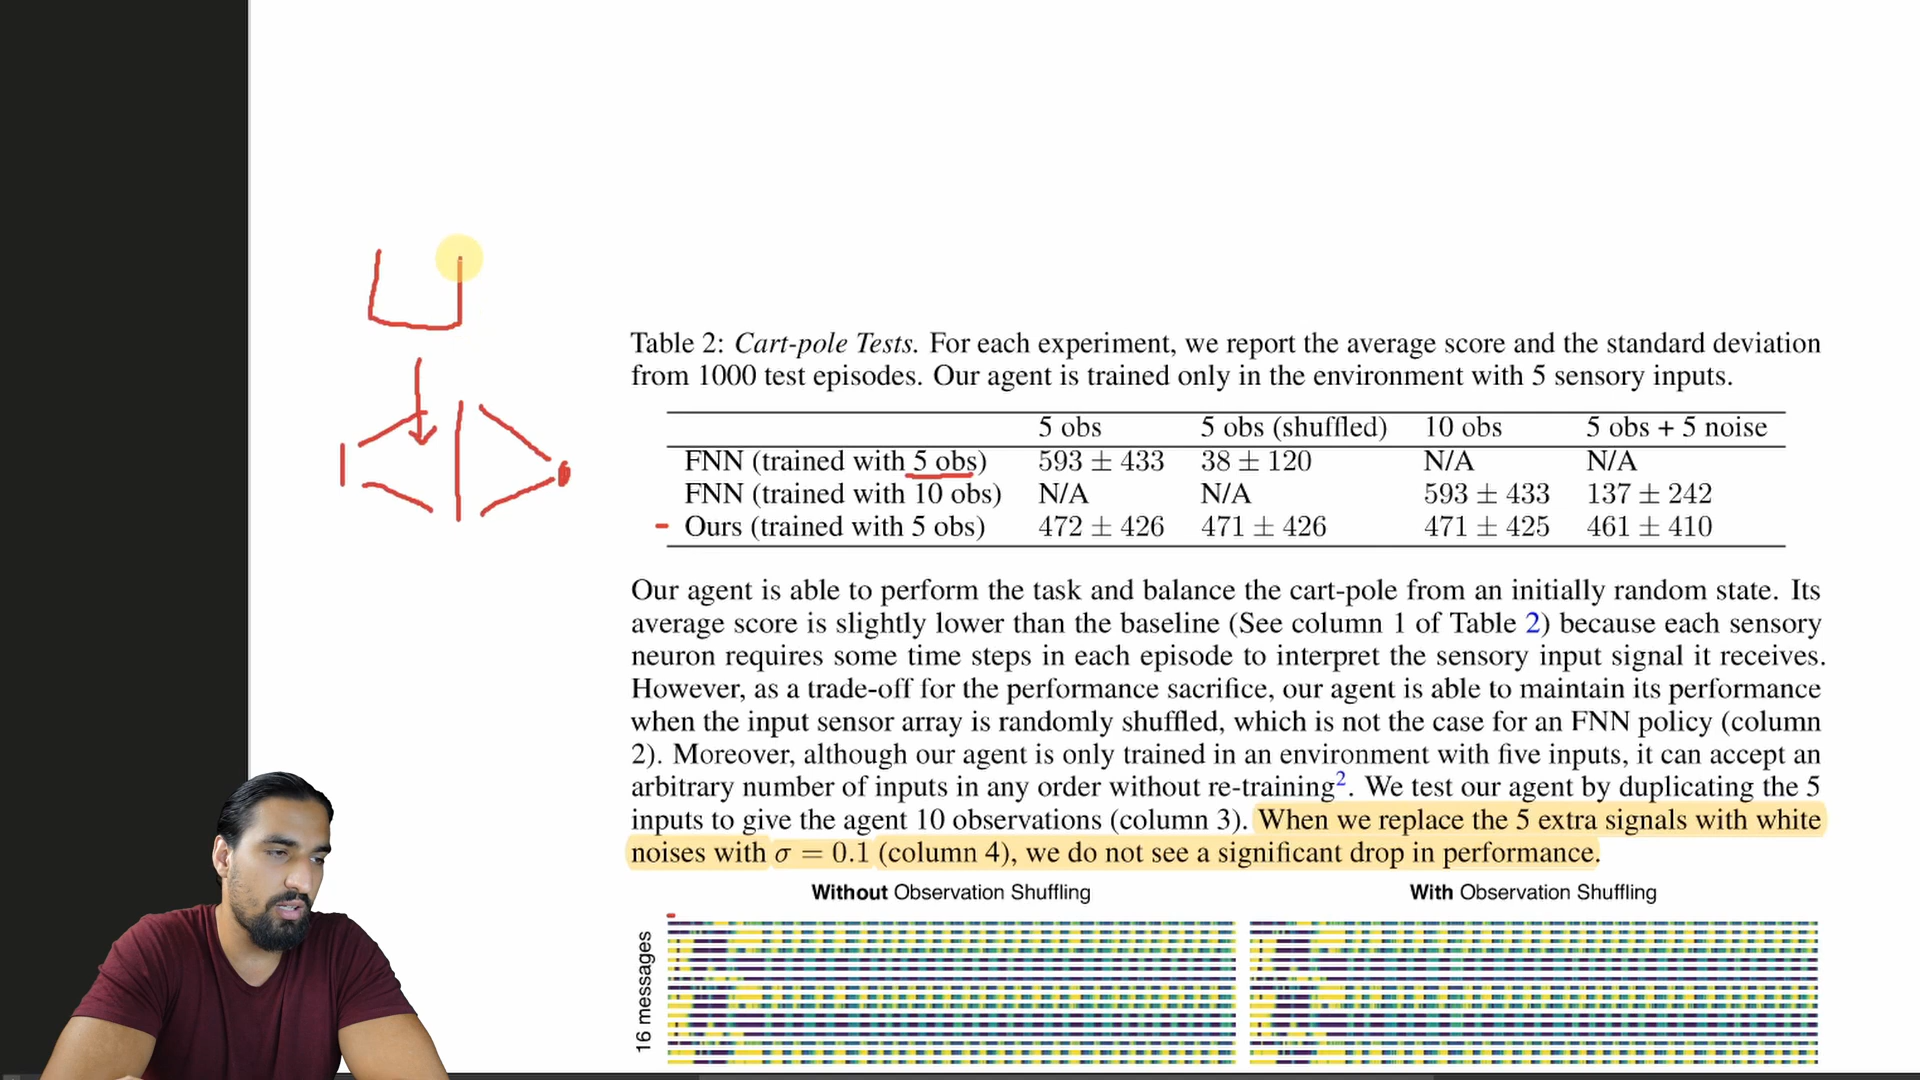 Table 2: Cart-pole Tests. For each experiment, we report the average score and the standard deviation
from 1000 test episodes. Our agent is trained only in the environment with 5 sensory inputs.
5 obs 5 obs (shuffled) 10 obs 5 obs + 5 noise
FNN (trained with 5 obs) 593 ± 433 38 ± 120 N/A N/A
FNN (trained with 10 obs) N/A N/A 593 ± 433 137 ± 242
Ours (trained with 5 obs) 472 ± 426 471 ± 426 471 ± 425 461 ± 410
Our agent is able to perform the task and balance the cart-pole from an initially random state. Its
average score is slightly lower than the baseline (See column 1 of Table 2) because each sensory
neuron requires some time steps in each episode to interpret the sensory input signal it receives.
However, as a trade-off for the performance sacrifice, our agent is able to maintain its performance
when the input sensor array is randomly shuffled, which is not the case for an FNN policy (column
2). Moreover, although our agent is only trained in an environment with five inputs, it can accept an
arbitrary number of inputs in any order without re-training2. We test our agent by duplicating the 5
inputs to give the agent 10 observations (column 3). When we replace the 5 extra signals with white
noises with σ = 0.1 (column 4), we do not see a significant drop in performance.
Without Observation Shuffling With Observation Shuffling
16 messages